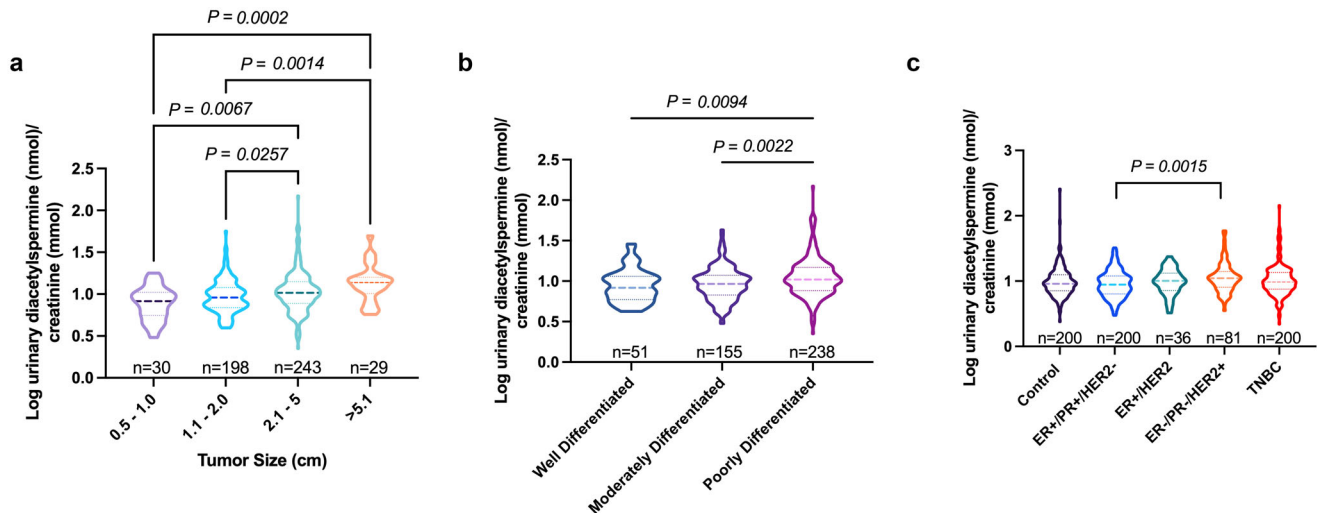 a
P = 0.0002
P = 0.0014
P = 0.0067
P = 0.0257
Log urinary diacetylspermine (nmol)/
creatinine (mmol)
2.5
2.0
1.5
1.0
0.5
0.0
n=30 n=198 n=243 n=29
0.5 - 1.0 1.1 - 2.0 2.1 - 5 >5.1
Tumor Size (cm)
b
P = 0.0094
P = 0.0022
Log urinary diacetylspermine (nmol)/
creatinine (mmol)
2.5
2.0
1.5
1.0
0.5
0.0
n=51 n=155 n=238
Well Differentiated
Moderately Differentiated
Poorly Differentiated
c
P = 0.0015
Log urinary diacetylspermine (nmol)/
creatinine (mmol)
3
2
1
0
n=200 n=200 n=36 n=81 n=200
Control
ER+/PR+/HER2-
ER+/HER2
ER-/PR-/HER2+
TNBC